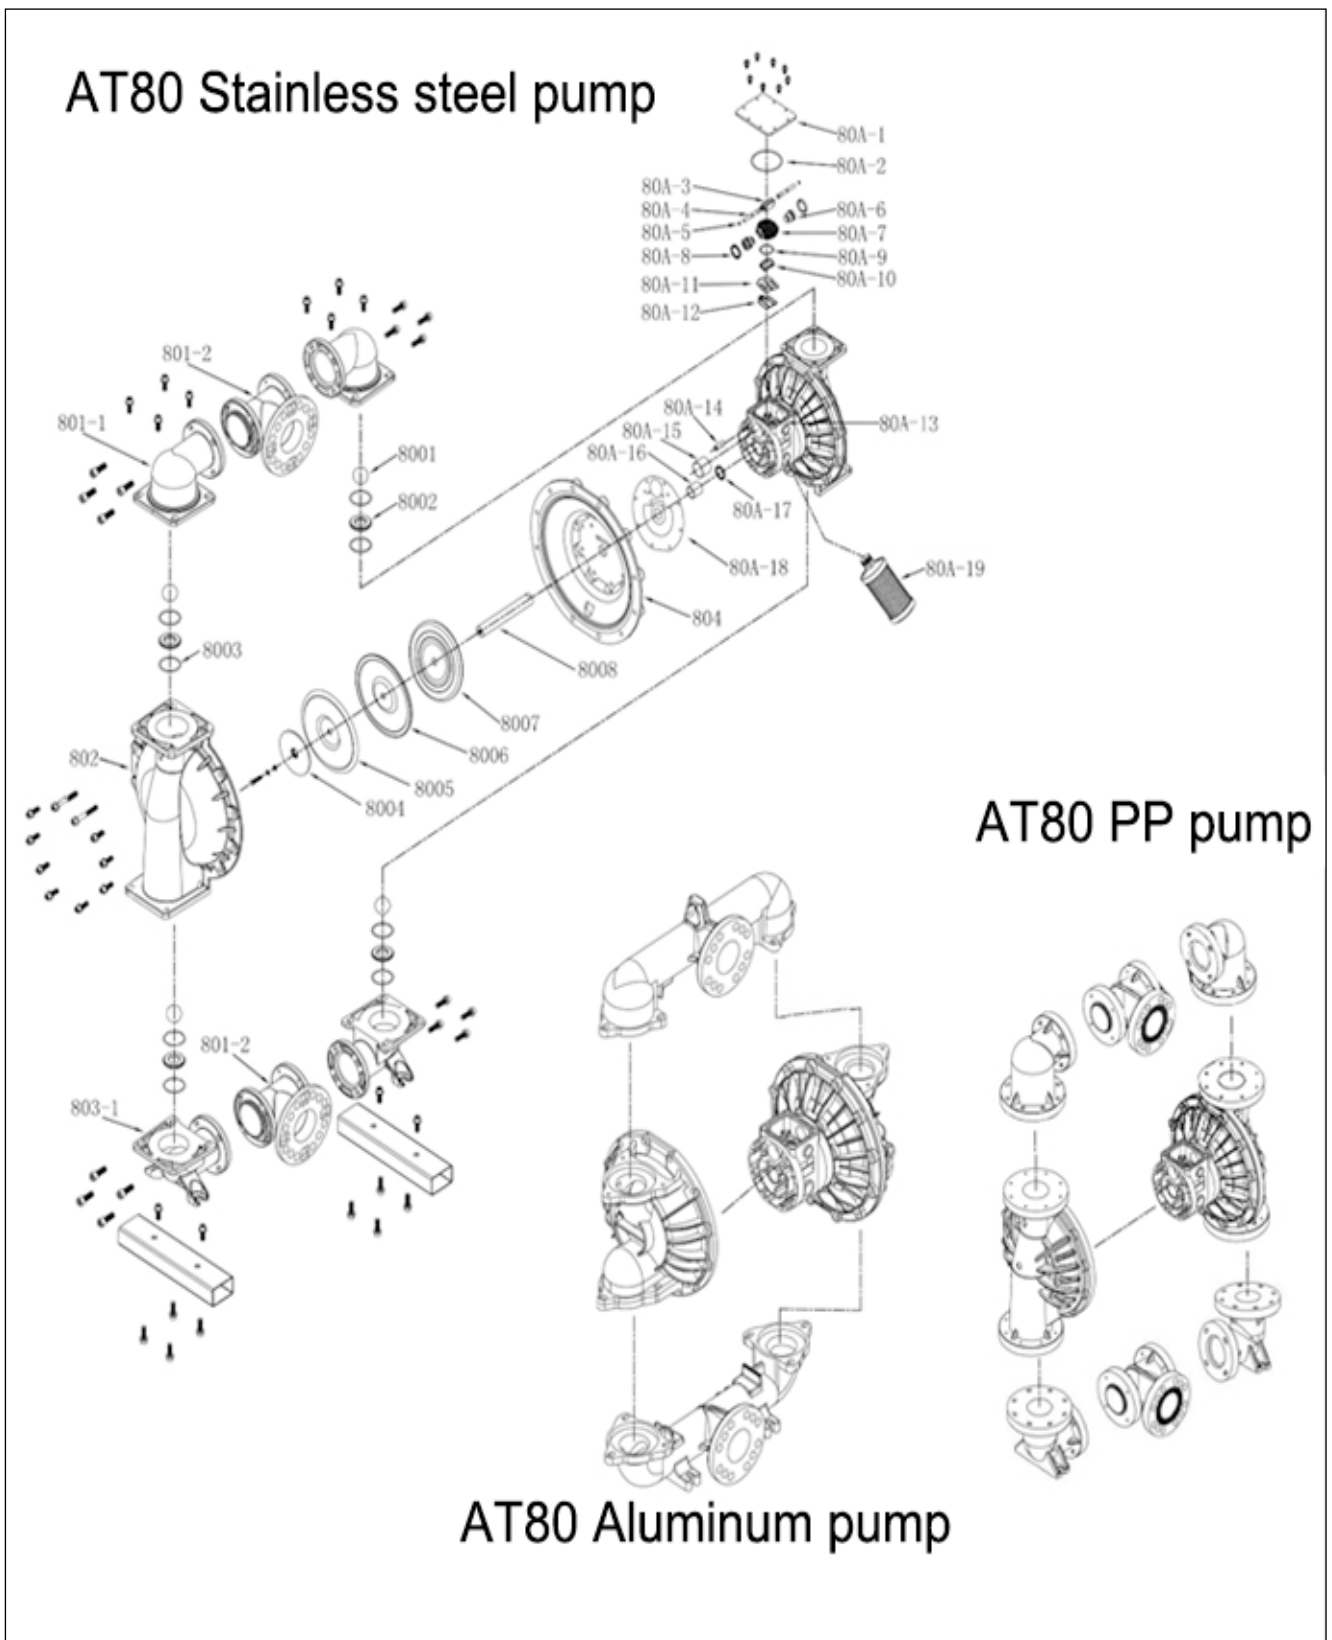 AT80 Stainless steel pump
80A-1
80A-2
80A-3
80A-4
80A-6
80A-5
80A-7
80A-8
80A-9
80A-10
80A-11
80A-12
801-2
801-1
80A-14
80A-13
80A-15
80A-16
8001
8002
80A-17
80A-18
80A-19
804
8003
8008
8007
8006
802
8005
8004
AT80 PP pump
801-2
803-1
AT80 Aluminum pump